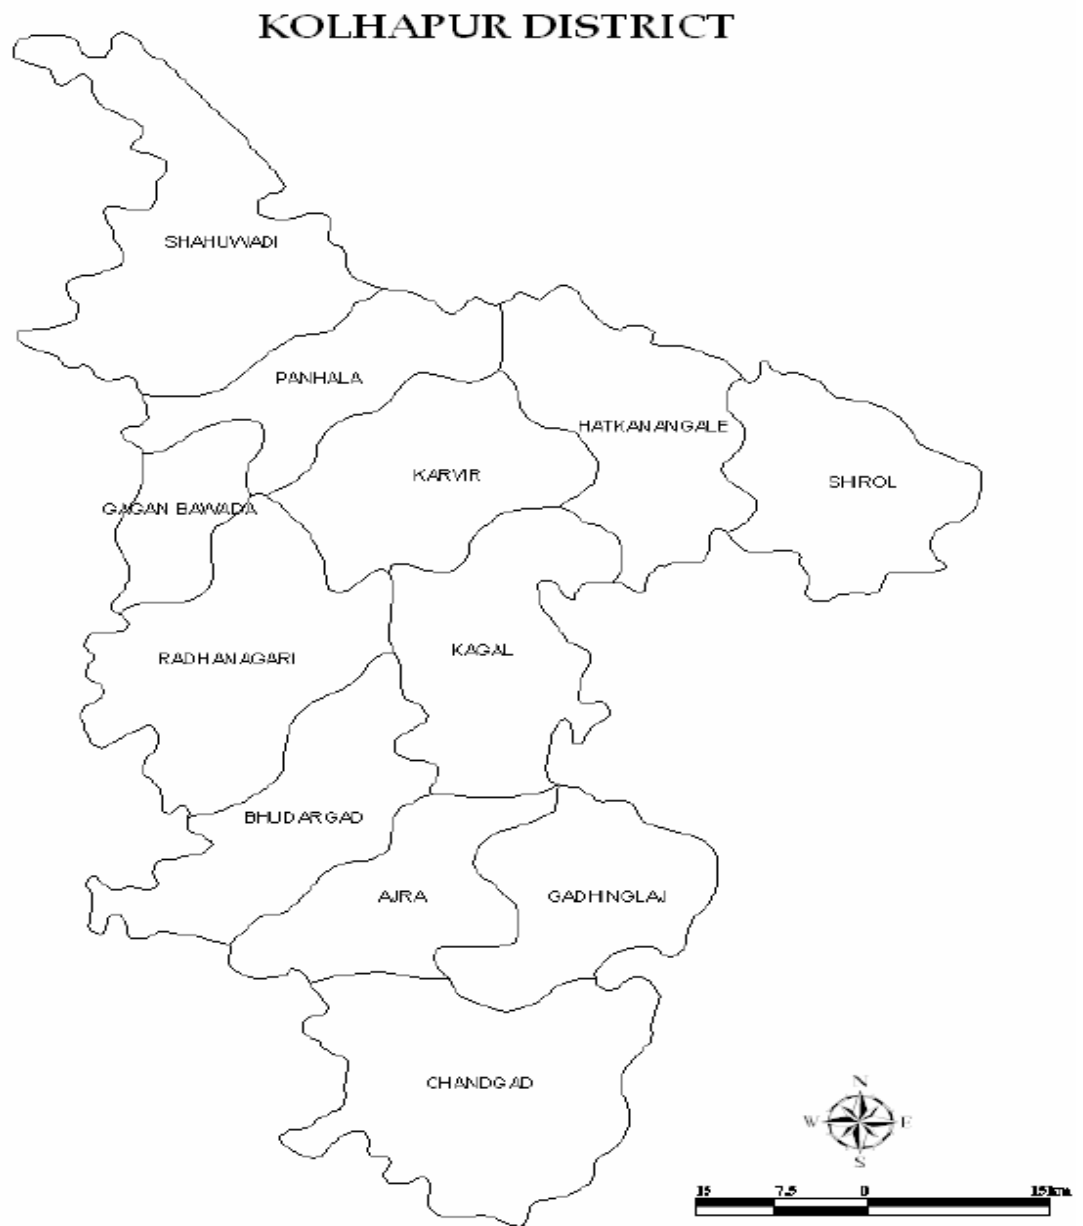 KOLHAPUR DISTRICT
SHAHUWADI
PANHALA
HATKANANGALE
KARVIR
SHIROL
GAGAN BAWADA
RADHANAGARI
KAGAL
BHUDARGAD
AJRA
GADHINGLAJ
CHANDGAD
N
W E
S
15 7.5 0 15km